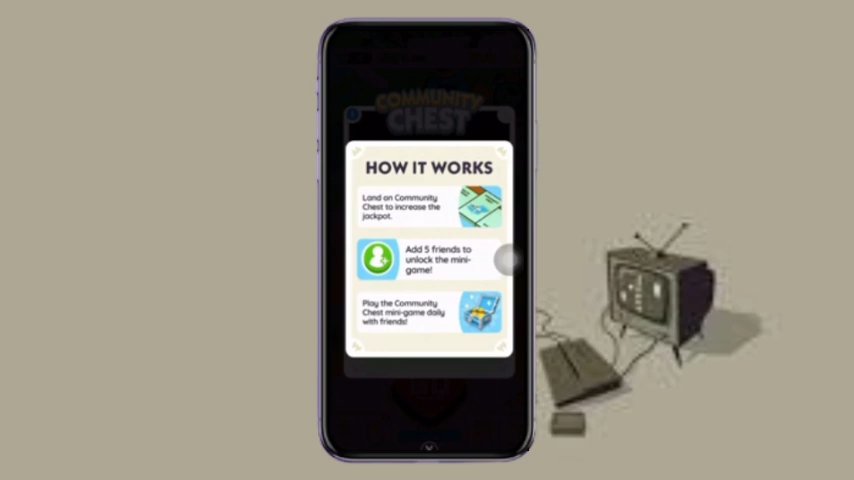 COMMUNITY
CHEST
HOW IT WORKS
Land on Community
Chest to increase the
jackpot.
Add 5 friends to
unlock the mini-
game!
Play the Community
Chest mini-game daily
with friends!